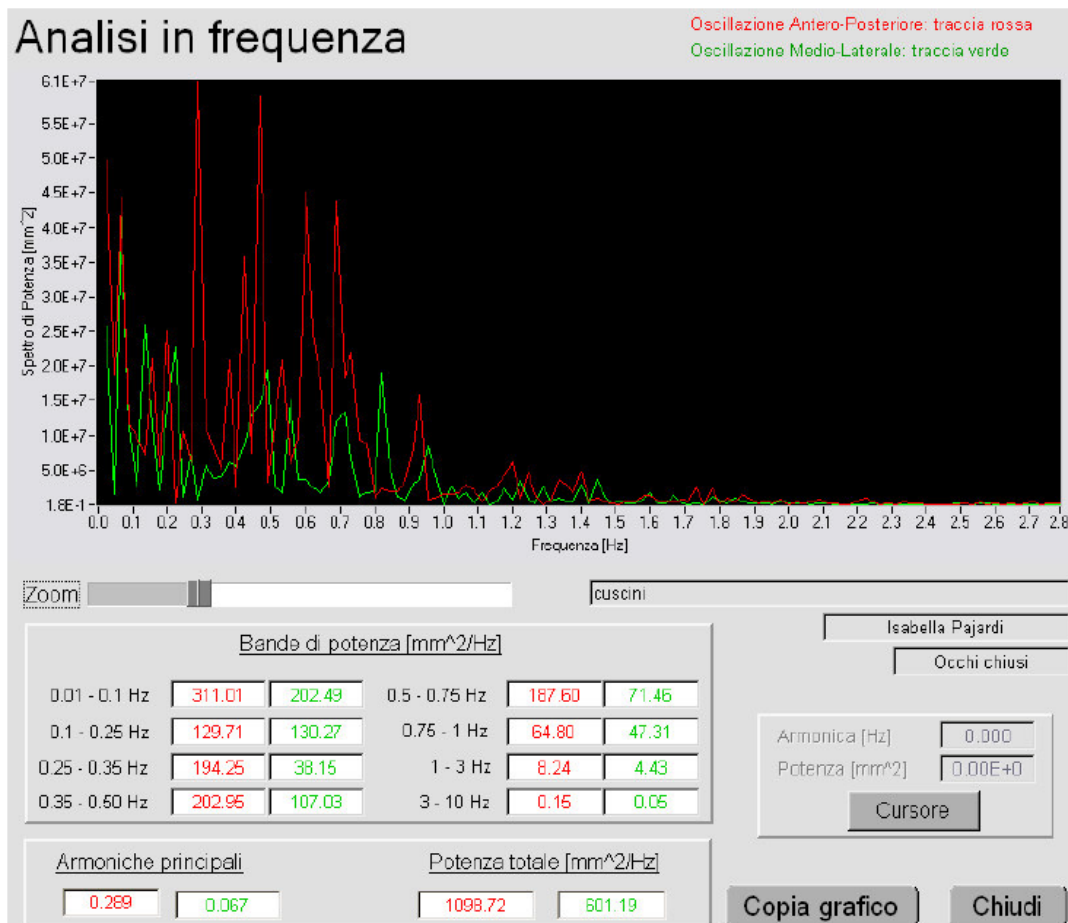 Analisi in frequenza
Oscillazione Antero-Posteriore: traccia rossa
Oscillazione Medio-Laterale: traccia verde
6.1E+7
5.5E+7
5.0E+7
4.5E+7
4.0E+7
3.5E+7
3.0E+7
2.5E+7
2.0E+7
1.5E+7
1.0E+7
5.0E+6
1.8E-1
Spettro di Potenza [mm^2]
0.0 0.1 0.2 0.3 0.4 0.5 0.6 0.7 0.8 0.9 1.0 1.1 1.2 1.3 1.4 1.5 1.6 1.7 1.8 1.9 2.0 2.1 2.2 2.3 2.4 2.5 2.6 2.7 2.8
Frequenza [Hz]
Zoom
cuscini
Isabella Pajardi
Occhi chiusi
Bande di potenza [mm^2/Hz]
0.01 - 0.1 Hz 311.01 202.49 0.5 - 0.75 Hz 187.60 71.46
0.1 - 0.25 Hz 129.71 130.27 0.75 - 1 Hz 64.80 47.31
0.25 - 0.35 Hz 194.25 38.15 1 - 3 Hz 8.24 4.43
0.35 - 0.50 Hz 202.95 107.03 3 - 10 Hz 0.15 0.05
Armonica [Hz] 0.000
Potenza [mm^2] 0.00E+0
Cursore
Armoniche principali Potenza totale [mm^2/Hz]
0.289 0.067 1098.72 601.19
Copia grafico Chiudi